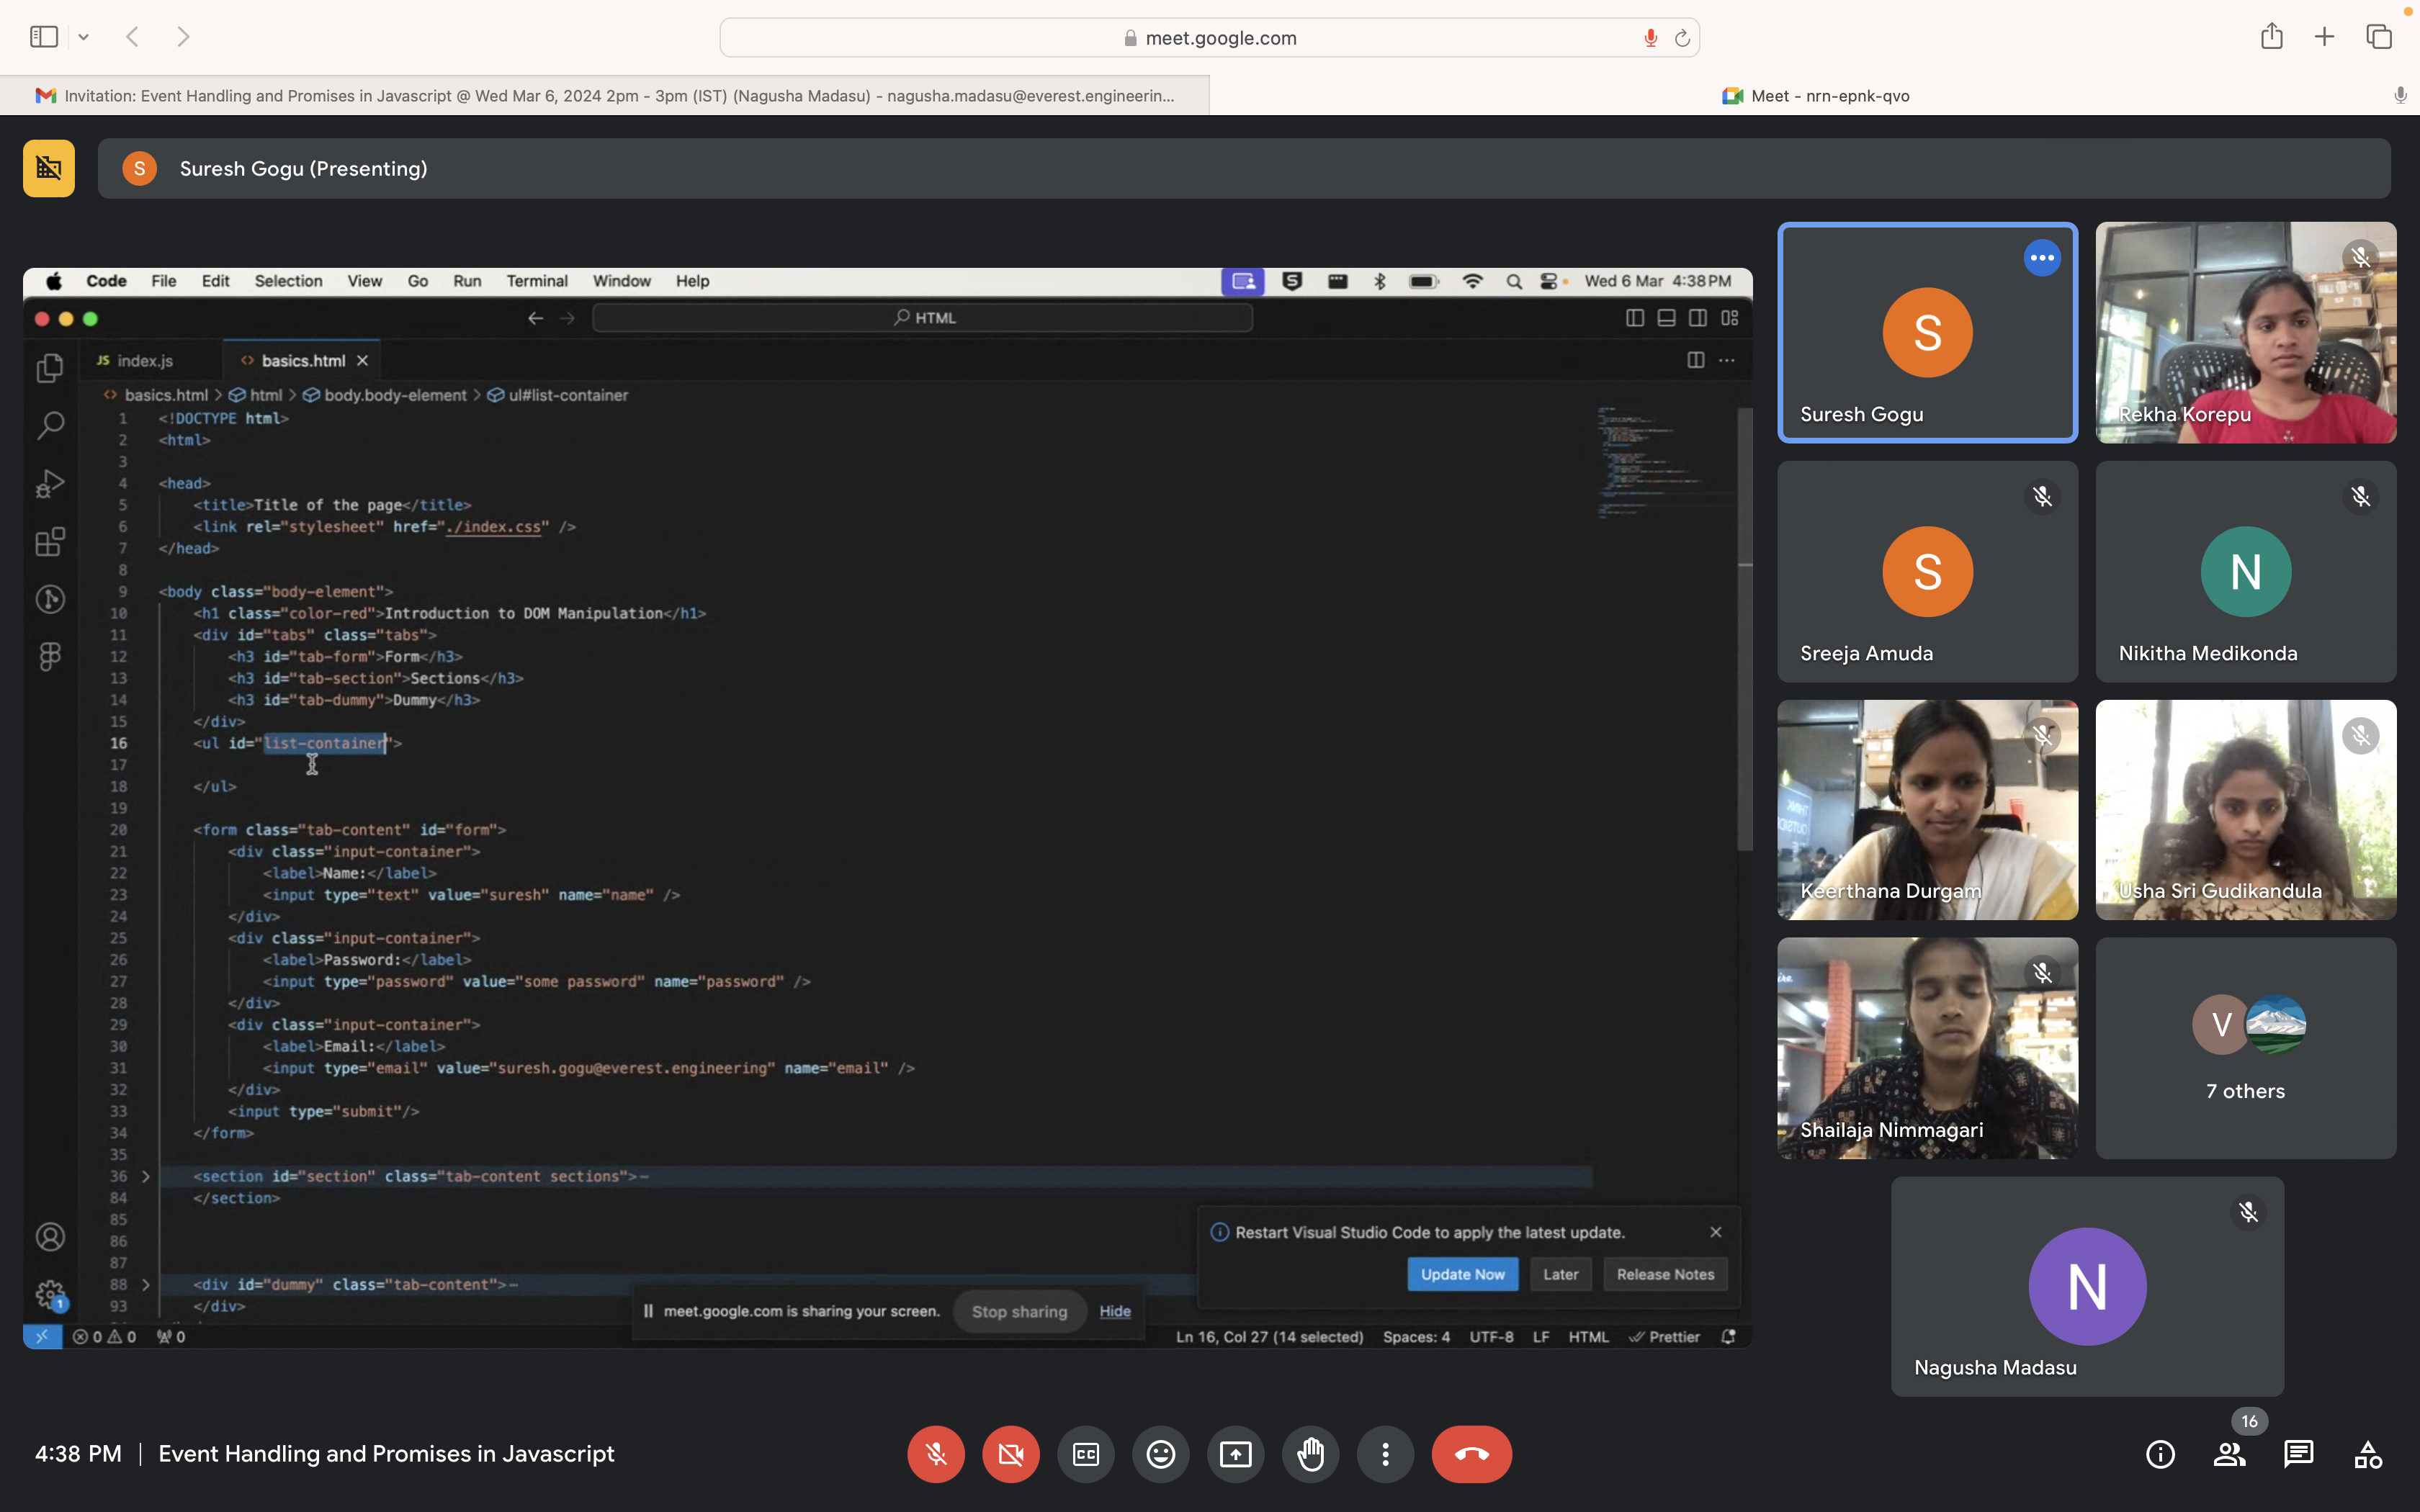 meet.google.com
Invitation: Event Handling and Promises in Javascript @ Wed Mar 6, 2024 2pm - 3pm (IST) (Nagusha Madasu) - nagusha.madasu@everest.engineerin...
Meet - nrn-epnk-qvo
S Suresh Gogu (Presenting)
Code File Edit Selection View Go Run Terminal Window Help
Wed 6 Mar 4:38 PM
HTML
JS index.js
<> basics.html
<> basics.html > html > body.body-element > ul#list-container
1 <!DOCTYPE html>
2 <html>
3
4 <head>
5 <title>Title of the page</title>
6 <link rel="stylesheet" href="./index.css" />
7 </head>
8
9 <body class="body-element">
10 <h1 class="color-red">Introduction to DOM Manipulation</h1>
11 <div id="tabs" class="tabs">
12 <h3 id="tab-form">Form</h3>
13 <h3 id="tab-section">Sections</h3>
14 <h3 id="tab-dummy">Dummy</h3>
15 </div>
16 <ul id="list-container">
17
18 </ul>
19
20 <form class="tab-content" id="form">
21 <div class="input-container">
22 <label>Name:</label>
23 <input type="text" value="suresh" name="name" />
24 </div>
25 <div class="input-container">
26 <label>Password:</label>
27 <input type="password" value="some password" name="password" />
28 </div>
29 <div class="input-container">
30 <label>Email:</label>
31 <input type="email" value="suresh.gogu@everest.engineering" name="email" />
32 </div>
33 <input type="submit"/>
34 </form>
35
36 <section id="section" class="tab-content sections">
84 </section>
85
86
87
88 <div id="dummy" class="tab-content">
93 </div>
1
Restart Visual Studio Code to apply the latest update.
Update Now Later Release Notes
meet.google.com is sharing your screen. Stop sharing Hide
0 0 0
Ln 16, Col 27 (14 selected) Spaces: 4 UTF-8 LF HTML Prettier
S
Suresh Gogu
Rekha Korepu
S
Sreeja Amuda
N
Nikitha Medikonda
Keerthana Durgam
Usha Sri Gudikandula
Shailaja Nimmagari
V
7 others
N
Nagusha Madasu
4:38 PM | Event Handling and Promises in Javascript
CC
16